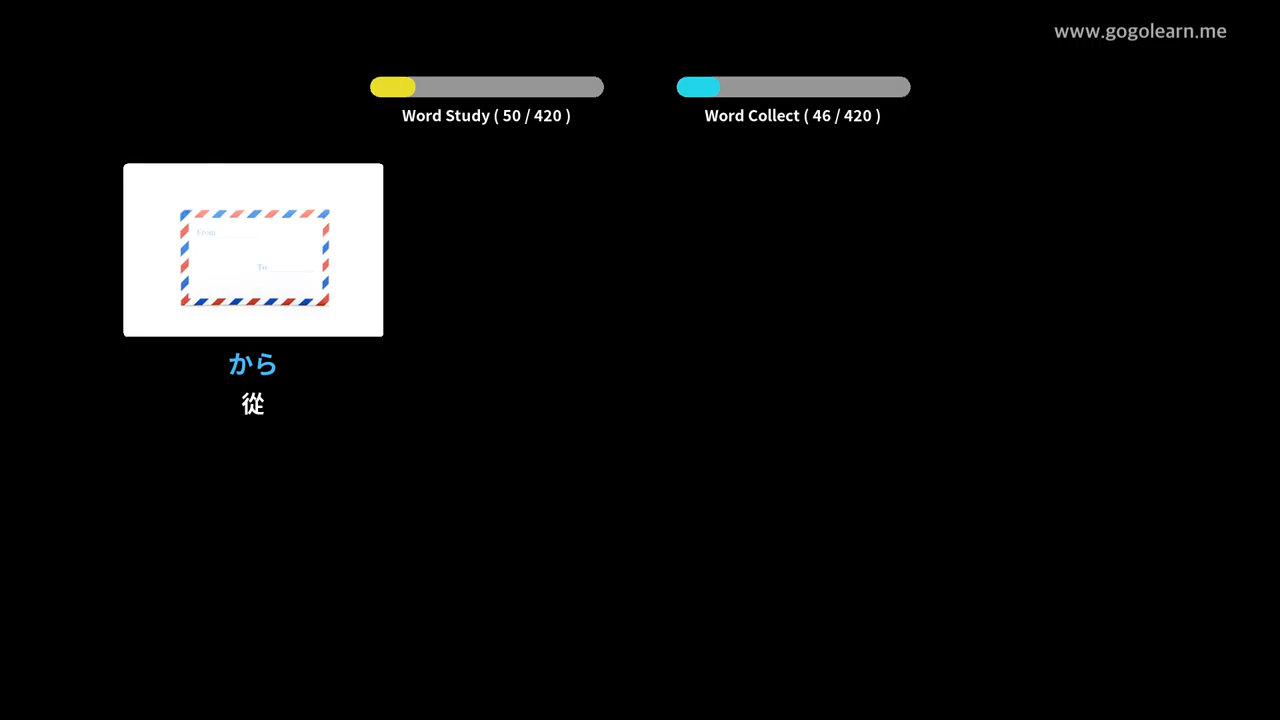 www.gogolearn.me
Word Study ( 50 / 420 )
Word Collect ( 46 / 420 )
From
To
から
從